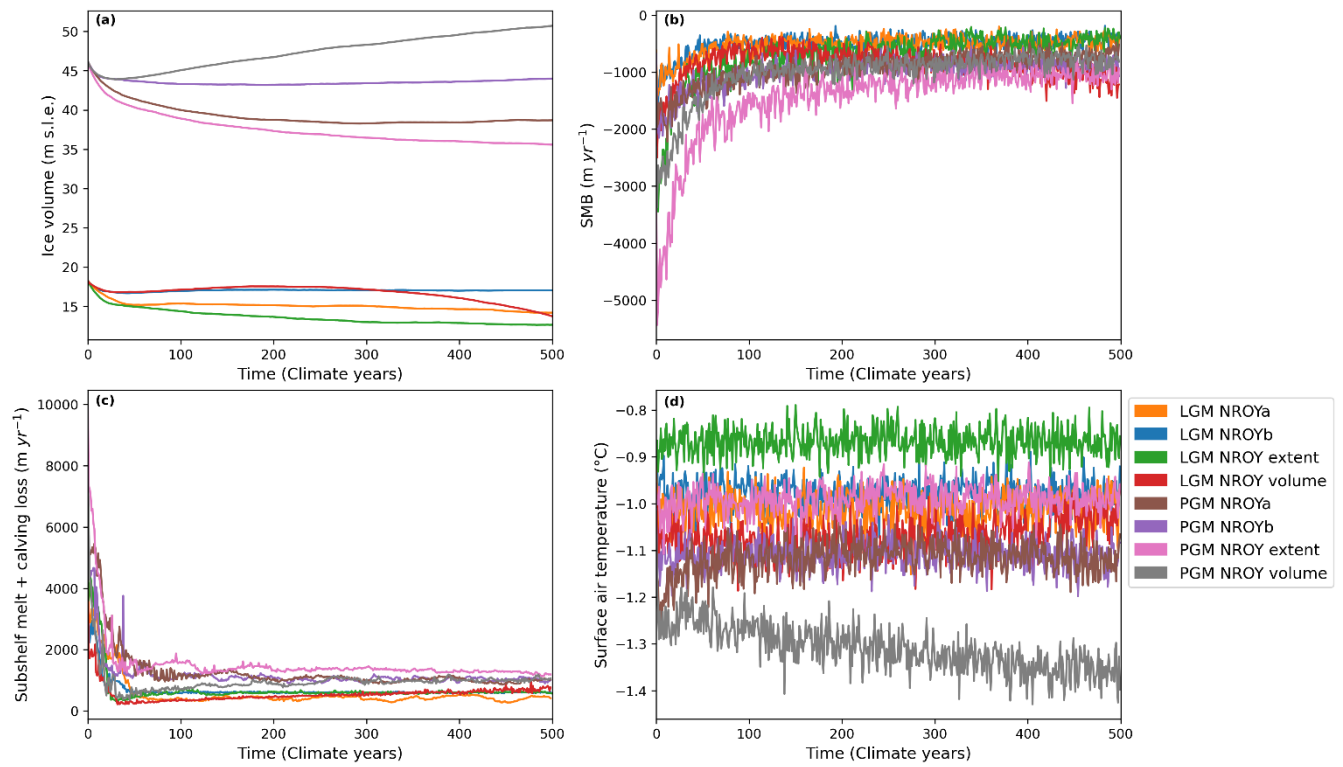 (a)
50
45
40
35
30
25
20
15
Ice volume (m s.l.e.)
0 100 200 300 400 500
Time (Climate years)
(b)
0
−1000
−2000
−3000
−4000
−5000
SMB (m yr⁻¹)
0 100 200 300 400 500
Time (Climate years)
(c)
10000
8000
6000
4000
2000
0
Subshelf melt + calving loss (m yr⁻¹)
0 100 200 300 400 500
Time (Climate years)
(d)
−0.8
−0.9
−1.0
−1.1
−1.2
−1.3
−1.4
Surface air temperature (°C)
0 100 200 300 400 500
Time (Climate years)
LGM NROYa
LGM NROYb
LGM NROY extent
LGM NROY volume
PGM NROYa
PGM NROYb
PGM NROY extent
PGM NROY volume